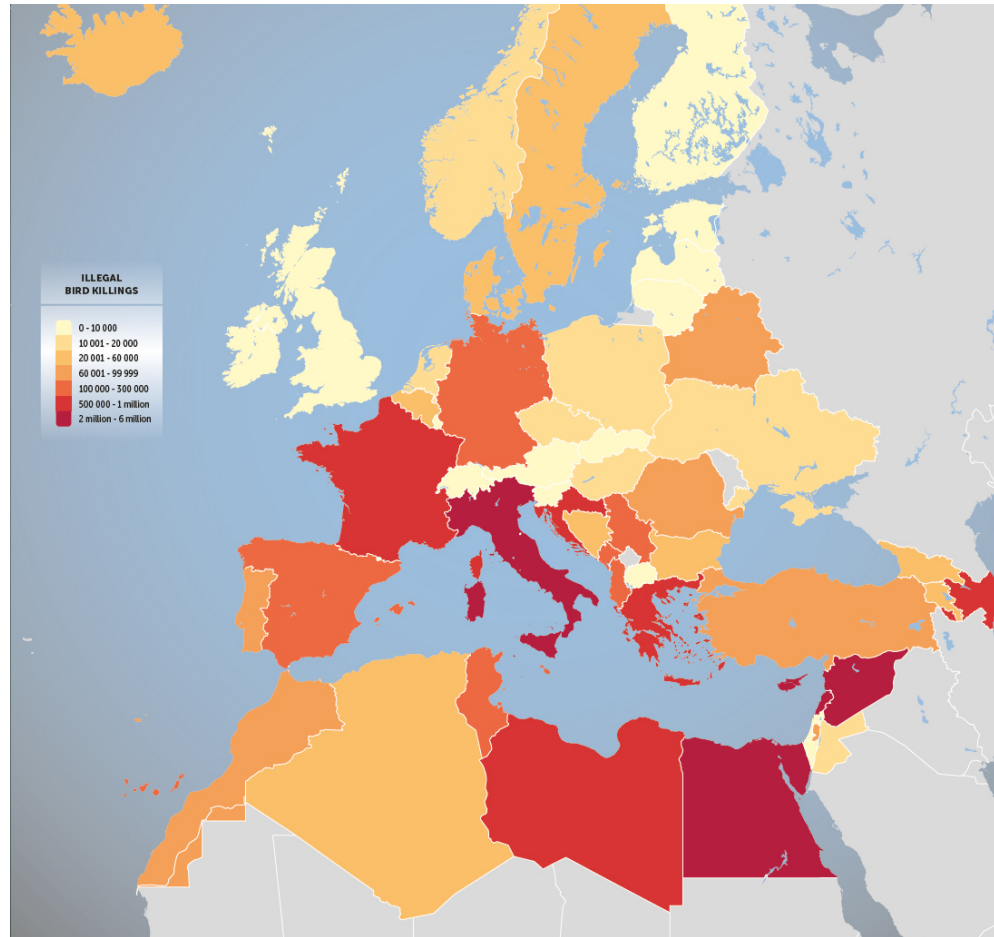 ILLEGAL
BIRD KILLINGS
0 - 10 000
10 001 - 20 000
20 001 - 60 000
60 001 - 99 999
100 000 - 300 000
500 000 - 1 million
2 million - 6 million